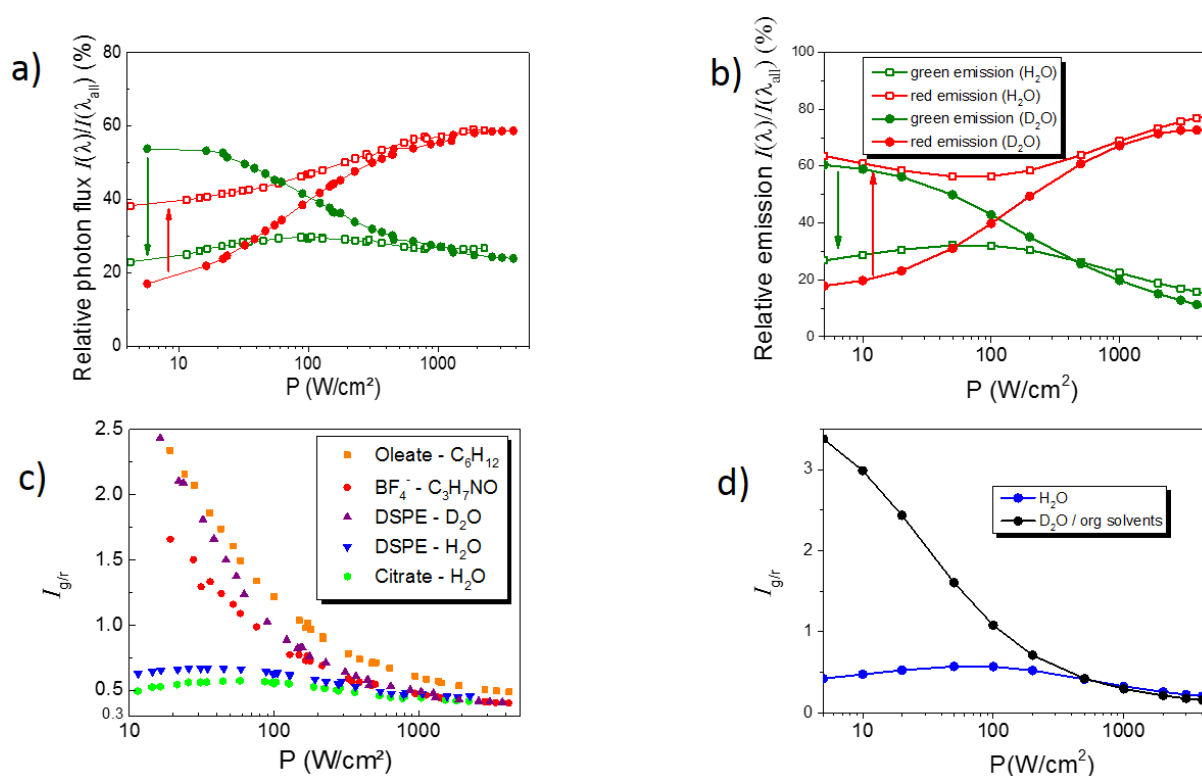 a)
Relative photon flux I(λ)/I(λall) (%)
80
60
40
20
0
10
100
1000
P (W/cm²)
b)
Relative emission I(λ)/I(λall) (%)
100
80
60
40
20
0
green emission (H2O)
red emission (H2O)
green emission (D2O)
red emission (D2O)
10
100
1000
P (W/cm2)
c)
Ig/r
2.5
2.0
1.5
1.0
0.5
0.3
Oleate - C6H12
BF4- - C3H7NO
DSPE - D2O
DSPE - H2O
Citrate - H2O
10
100
1000
P (W/cm²)
d)
Ig/r
3
2
1
0
H2O
D2O / org solvents
10
100
1000
P(W/cm2)